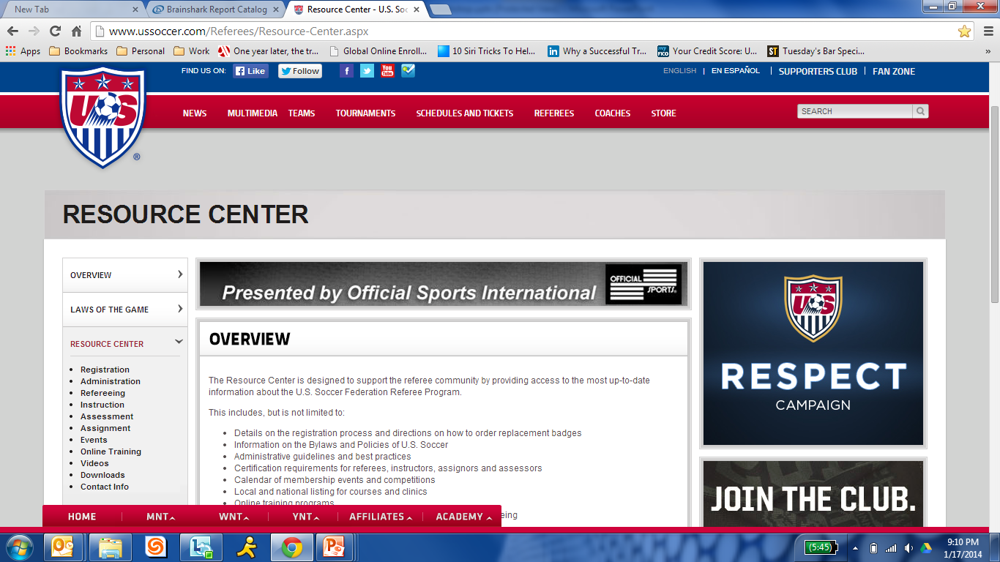 New Tab
Brainshark Report Catalog
Resource Center - U.S. Soc
www.ussoccer.com/Referees/Resource-Center.aspx
Apps Bookmarks Personal Work One year later, the tr... Global Online Enroll... 10 Siri Tricks To Hel... Why a Successful Tr... Your Credit Score: U... Tuesday's Bar Speci... »
FIND US ON: Like Follow
ENGLISH | EN ESPAÑOL | SUPPORTERS CLUB | FAN ZONE
US
®
NEWS MULTIMEDIA TEAMS TOURNAMENTS SCHEDULES AND TICKETS REFEREES COACHES STORE
SEARCH
RESOURCE CENTER
OVERVIEW
LAWS OF THE GAME
RESOURCE CENTER
• Registration
• Administration
• Refereeing
• Instruction
• Assessment
• Assignment
• Events
• Online Training
• Videos
• Downloads
• Contact Info
Presented by Official Sports International
OFFICIAL
SPORTS
OVERVIEW
The Resource Center is designed to support the referee community by providing access to the most up-to-date
information about the U.S. Soccer Federation Referee Program.
This includes, but is not limited to:
• Details on the registration process and directions on how to order replacement badges
• Information on the Bylaws and Policies of U.S. Soccer
• Administrative guidelines and best practices
• Certification requirements for referees, instructors, assignors and assessors
• Calendar of membership events and competitions
• Local and national listing for courses and clinics
• Online training programs
eing
US
RESPECT
CAMPAIGN
JOIN THE CLUB.
HOME MNT WNT YNT AFFILIATES ACADEMY
(5:45)
9:10 PM
1/17/2014